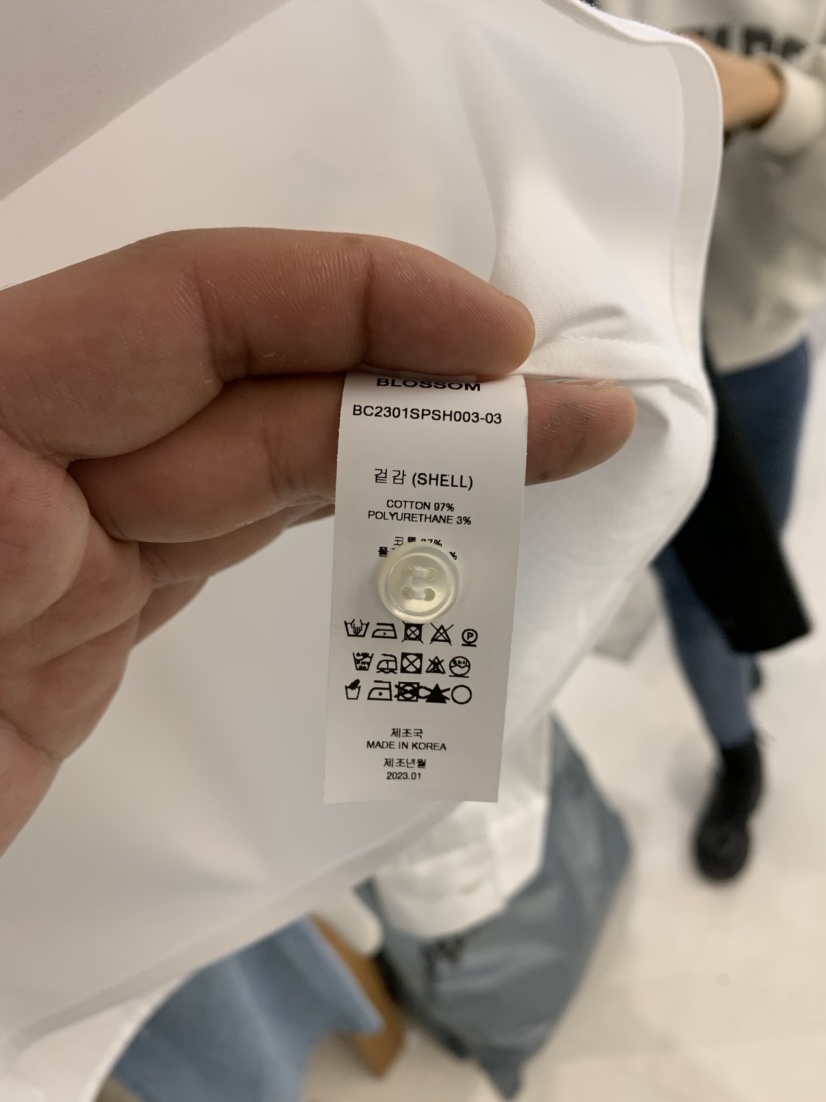 BLOSSOM
BC2301SPSH003-03
겉감 (SHELL)
COTTON 97%
POLYURETHANE 3%
제조국
MADE IN KOREA
제조년월
2023.01